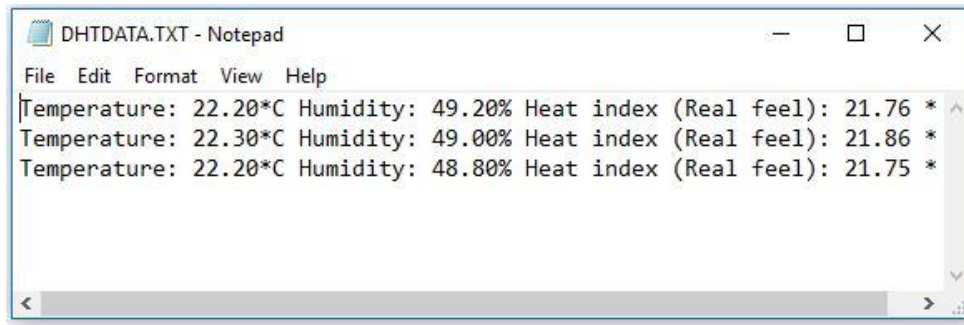 DHTDATA.TXT - Notepad
File Edit Format View Help
Temperature: 22.20*C Humidity: 49.20% Heat index (Real feel): 21.76 *
Temperature: 22.30*C Humidity: 49.00% Heat index (Real feel): 21.86 *
Temperature: 22.20*C Humidity: 48.80% Heat index (Real feel): 21.75 *